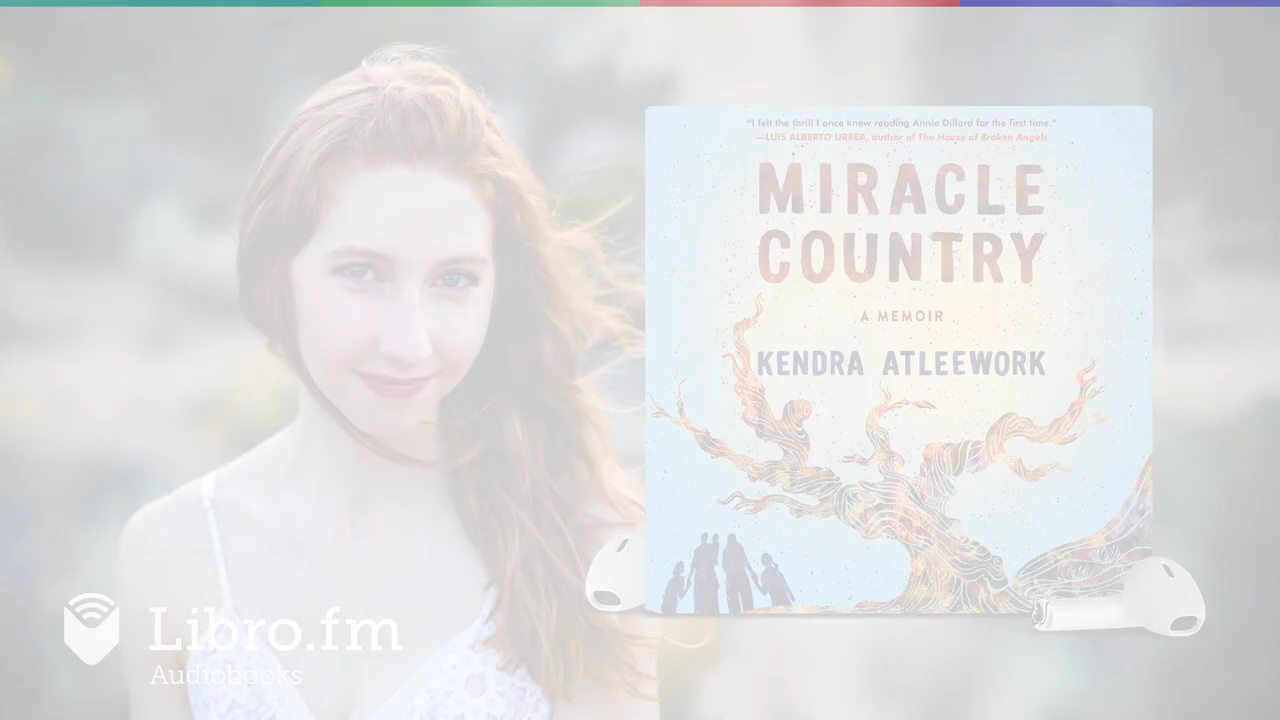 "I felt the thrill I once knew reading Annie Dillard for the first time."
—LUIS ALBERTO URREA, author of The House of Broken Angels
MIRACLE
COUNTRY
A MEMOIR
KENDRA ATLEEWORK
Libro.fm
Audiobooks